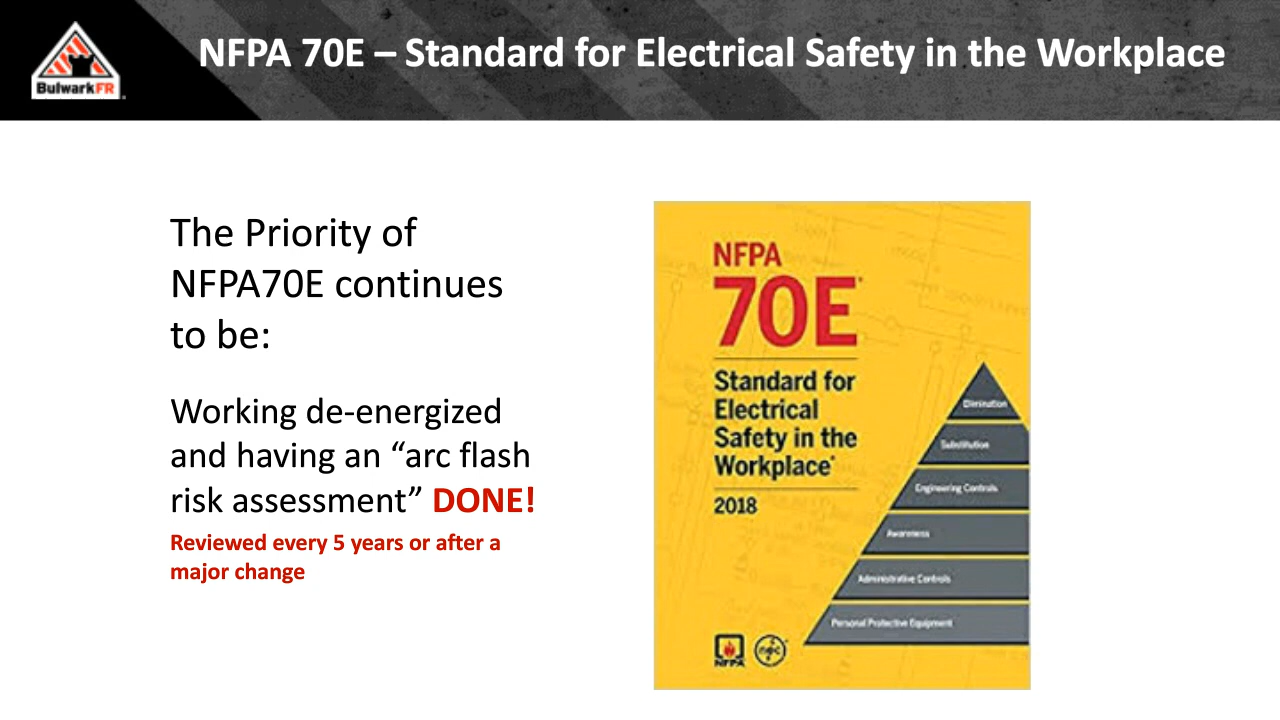 NFPA 70E – Standard for Electrical Safety in the Workplace
BulwarkFR
The Priority of
NFPA70E continues
to be:
Working de-energized
and having an “arc flash
risk assessment” DONE!
Reviewed every 5 years or after a
major change
NFPA
70E®
Standard for
Electrical
Safety in the
Workplace®
2018
Elimination
Substitution
Engineering Controls
Awareness
Administrative Controls
Personal Protective Equipment
NFPA